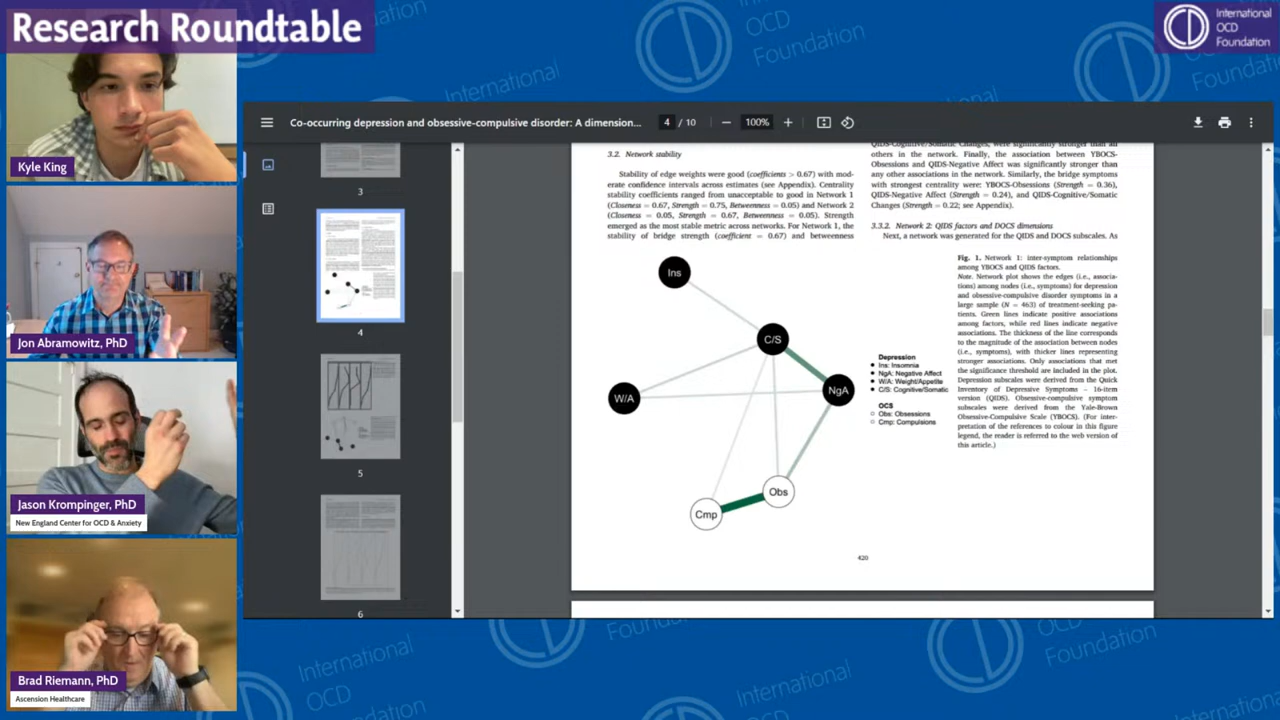 Research Roundtable
International
OCD
Foundation
Kyle King
Jon Abramowitz, PhD
Jason Krompinger, PhD
New England Center for OCD & Anxiety
Brad Riemann, PhD
Ascension Healthcare
Co-occurring depression and obsessive-compulsive disorder: A dimension...
4 / 10
100%
3
4
5
6
3.2. Network stability
Stability of edge weights were good (coefficients > 0.67) with mod-
erate confidence intervals across estimates (see Appendix). Centrality
stability coefficients ranged from unacceptable to good in Network 1
(Closeness = 0.67, Strength = 0.75, Betweenness = 0.05) and Network 2
(Closeness = 0.05, Strength = 0.67, Betweenness = 0.05). Strength
emerged as the most stable metric across networks. For Network 1, the
stability of bridge strength (coefficient = 0.67) and betweenness
QIDS-Cognitive/Somatic Changes, were significantly stronger than all
others in the network. Finally, the association between YBOCS-
Obsessions and QIDS-Negative Affect was significantly stronger than
any other associations in the network. Similarly, the bridge symptoms
with strongest centrality were: YBOCS-Obsessions (Strength = 0.36),
QIDS-Negative Affect (Strength = 0.24), and QIDS-Cognitive/Somatic
Changes (Strength = 0.22; see Appendix).
3.3.2. Network 2: QIDS factors and DOCS dimensions
Next, a network was generated for the QIDS and DOCS subscales. As
Ins
C/S
W/A
NgA
Obs
Cmp
Depression
Ins: Insomnia
NgA: Negative Affect
W/A: Weight/Appetite
C/S: Cognitive/Somatic
OCS
Obs: Obsessions
Cmp: Compulsions
Fig. 1. Network 1: inter-symptom relationships
among YBOCS and QIDS factors.
Note. Network plot shows the edges (i.e., associa-
tions) among nodes (i.e., symptoms) for depression
and obsessive-compulsive disorder symptoms in a
large sample (N = 463) of treatment-seeking pa-
tients. Green lines indicate positive associations
among factors, while red lines indicate negative
associations. The thickness of the line corresponds
to the magnitude of the association between nodes
(i.e., symptoms), with thicker lines representing
stronger associations. Only associations that met
the significance threshold are included in the plot.
Depression subscales were derived from the Quick
Inventory of Depressive Symptoms – 16-item
version (QIDS). Obsessive-compulsive symptom
subscales were derived from the Yale-Brown
Obsessive-Compulsive Scale (YBOCS). (For inter-
pretation of the references to colour in this figure
legend, the reader is referred to the web version of
this article.)
420